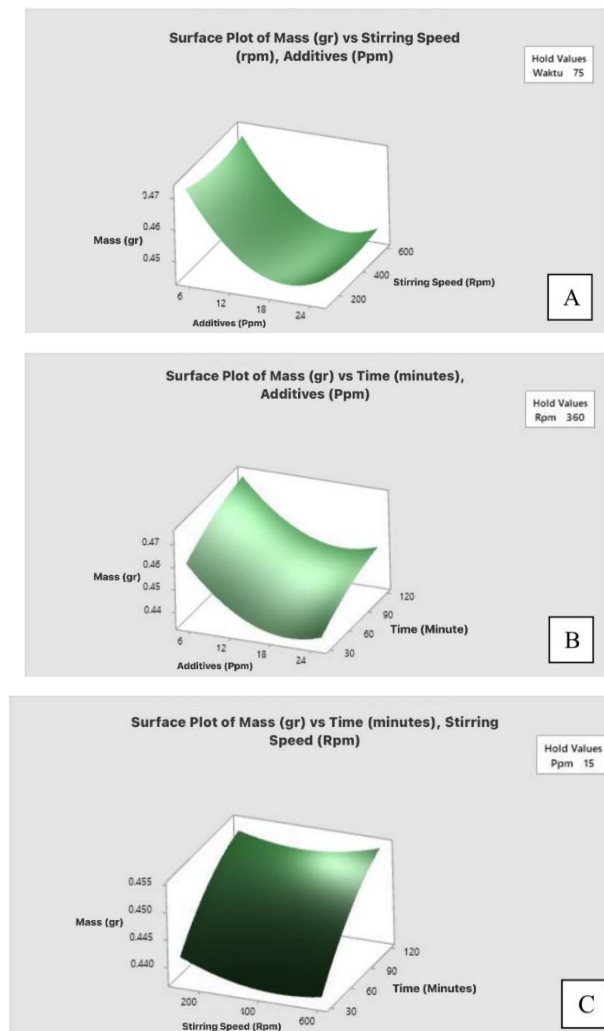 Surface Plot of Mass (gr) vs Stirring Speed
(rpm), Additives (Ppm)
Hold Values
Waktu 75
0.47
0.46
0.45
Mass (gr)
6
12
18
24
Additives (Ppm)
200
400
600
Stirring Speed (Rpm)
A
Surface Plot of Mass (gr) vs Time (minutes),
Additives (Ppm)
Hold Values
Rpm 360
0.47
0.46
0.45
0.44
Mass (gr)
6
12
18
24
Additives (Ppm)
30
60
90
120
Time (Minute)
B
Surface Plot of Mass (gr) vs Time (minutes), Stirring
Speed (Rpm)
Hold Values
Ppm 15
0.455
0.450
0.445
0.440
Mass (gr)
200
400
600
Stirring Speed (Rpm)
30
60
90
120
Time (Minutes)
C